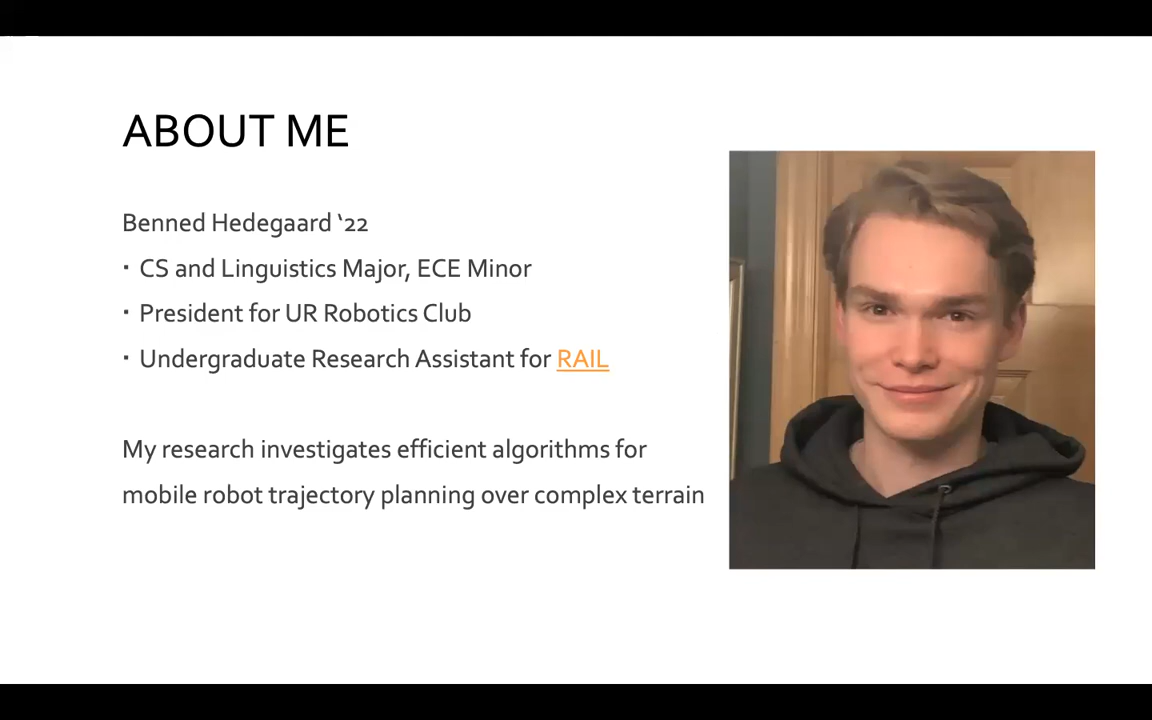 ABOUT ME
Benned Hedegaard ‘22
▪ CS and Linguistics Major, ECE Minor
▪ President for UR Robotics Club
▪ Undergraduate Research Assistant for RAIL
My research investigates efficient algorithms for
mobile robot trajectory planning over complex terrain